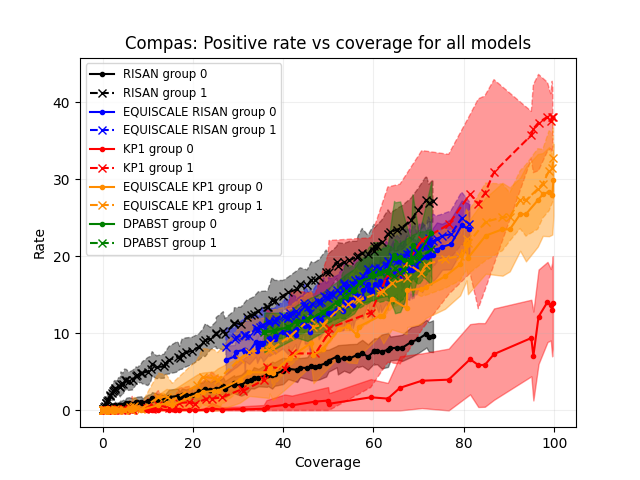 Compas: Positive rate vs coverage for all models
RISAN group 0
RISAN group 1
EQUISCALE RISAN group 0
EQUISCALE RISAN group 1
KP1 group 0
KP1 group 1
EQUISCALE KP1 group 0
EQUISCALE KP1 group 1
DPABST group 0
DPABST group 1
40
30
20
10
0
Rate
0 20 40 60 80 100
Coverage